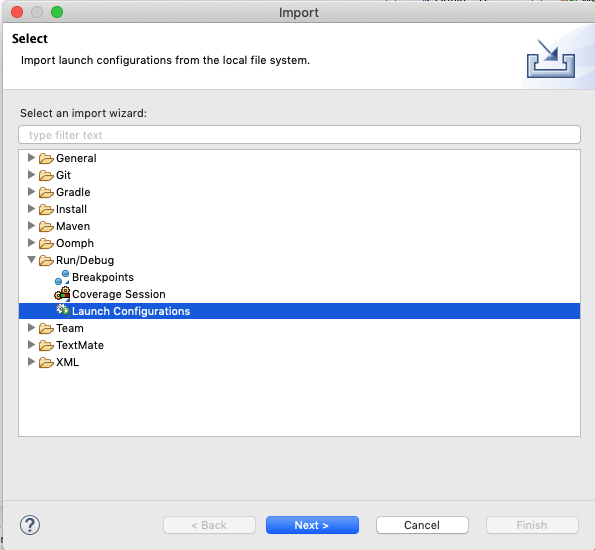 Import
Select
Import launch configurations from the local file system.
Select an import wizard:
type filter text
General
Git
Gradle
Install
Maven
Oomph
Run/Debug
Breakpoints
Coverage Session
Launch Configurations
Team
TextMate
XML
?
< Back
Next >
Cancel
Finish